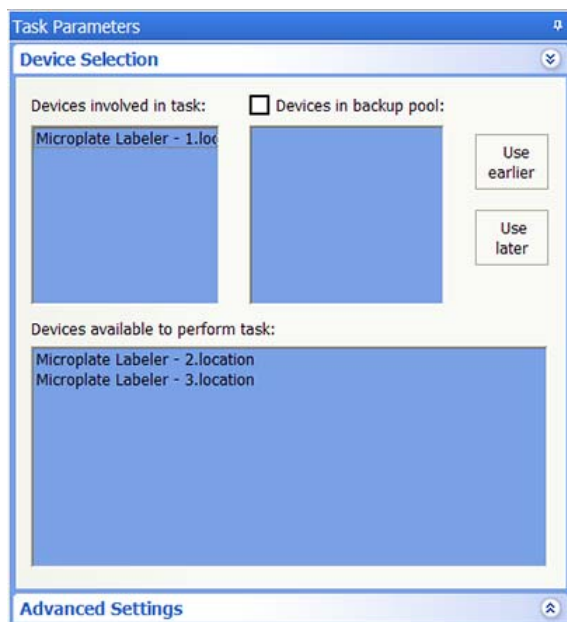 Task Parameters
Device Selection
Devices involved in task:
Devices in backup pool:
Microplate Labeler - 1.loc
Use
earlier
Use
later
Devices available to perform task:
Microplate Labeler - 2.location
Microplate Labeler - 3.location
Advanced Settings